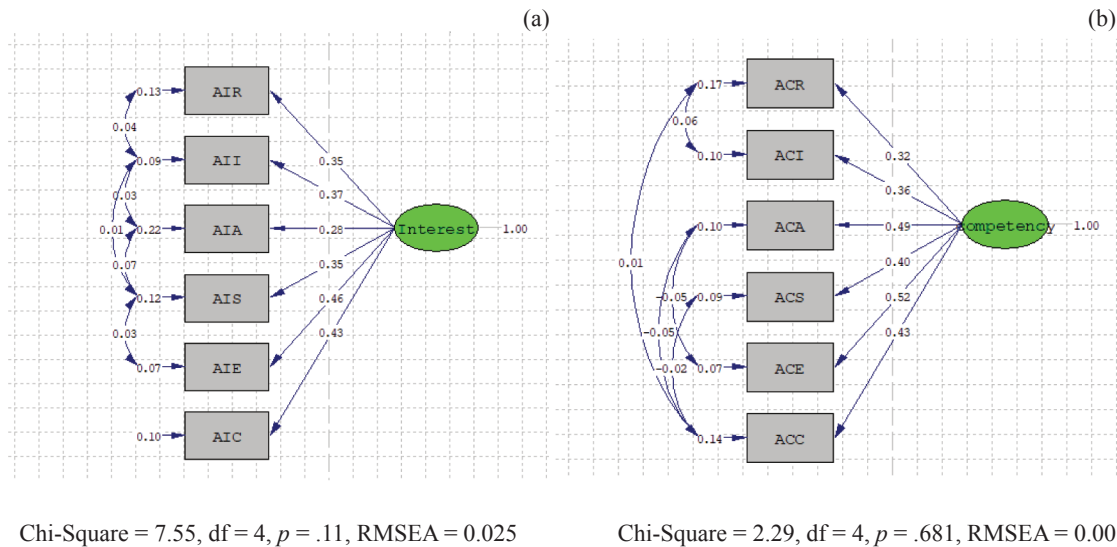 (a)
0.13
AIR
0.04
0.35
0.09
AII
0.37
0.03
0.01
0.22
AIA
0.28
Interest
1.00
0.07
0.35
0.12
AIS
0.46
0.03
0.43
0.07
AIE
0.10
AIC
Chi-Square = 7.55, df = 4, p = .11, RMSEA = 0.025
(b)
0.17
ACR
0.06
0.32
0.10
ACI
0.36
0.10
ACA
0.49
ompetency
1.00
0.01
0.40
-0.05
0.09
ACS
0.52
-0.05
0.43
-0.02
0.07
ACE
0.14
ACC
Chi-Square = 2.29, df = 4, p = .681, RMSEA = 0.00